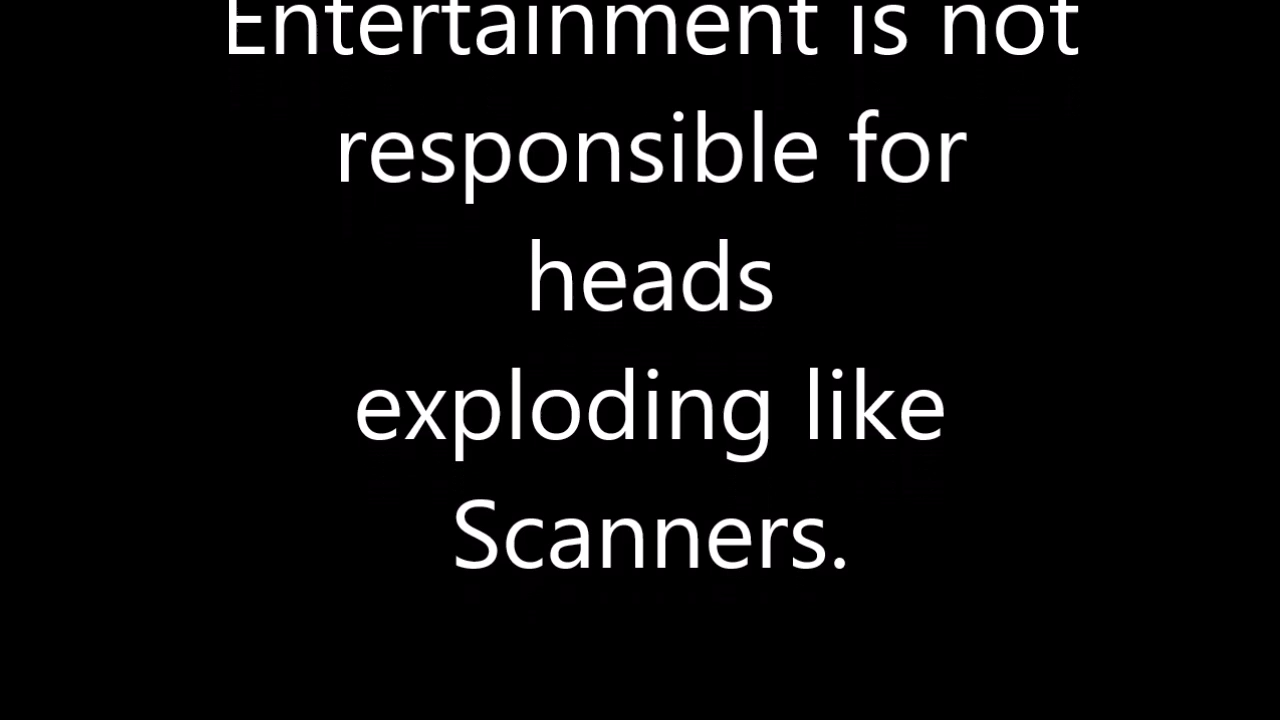 Entertainment is not
responsible for
heads
exploding like
Scanners.